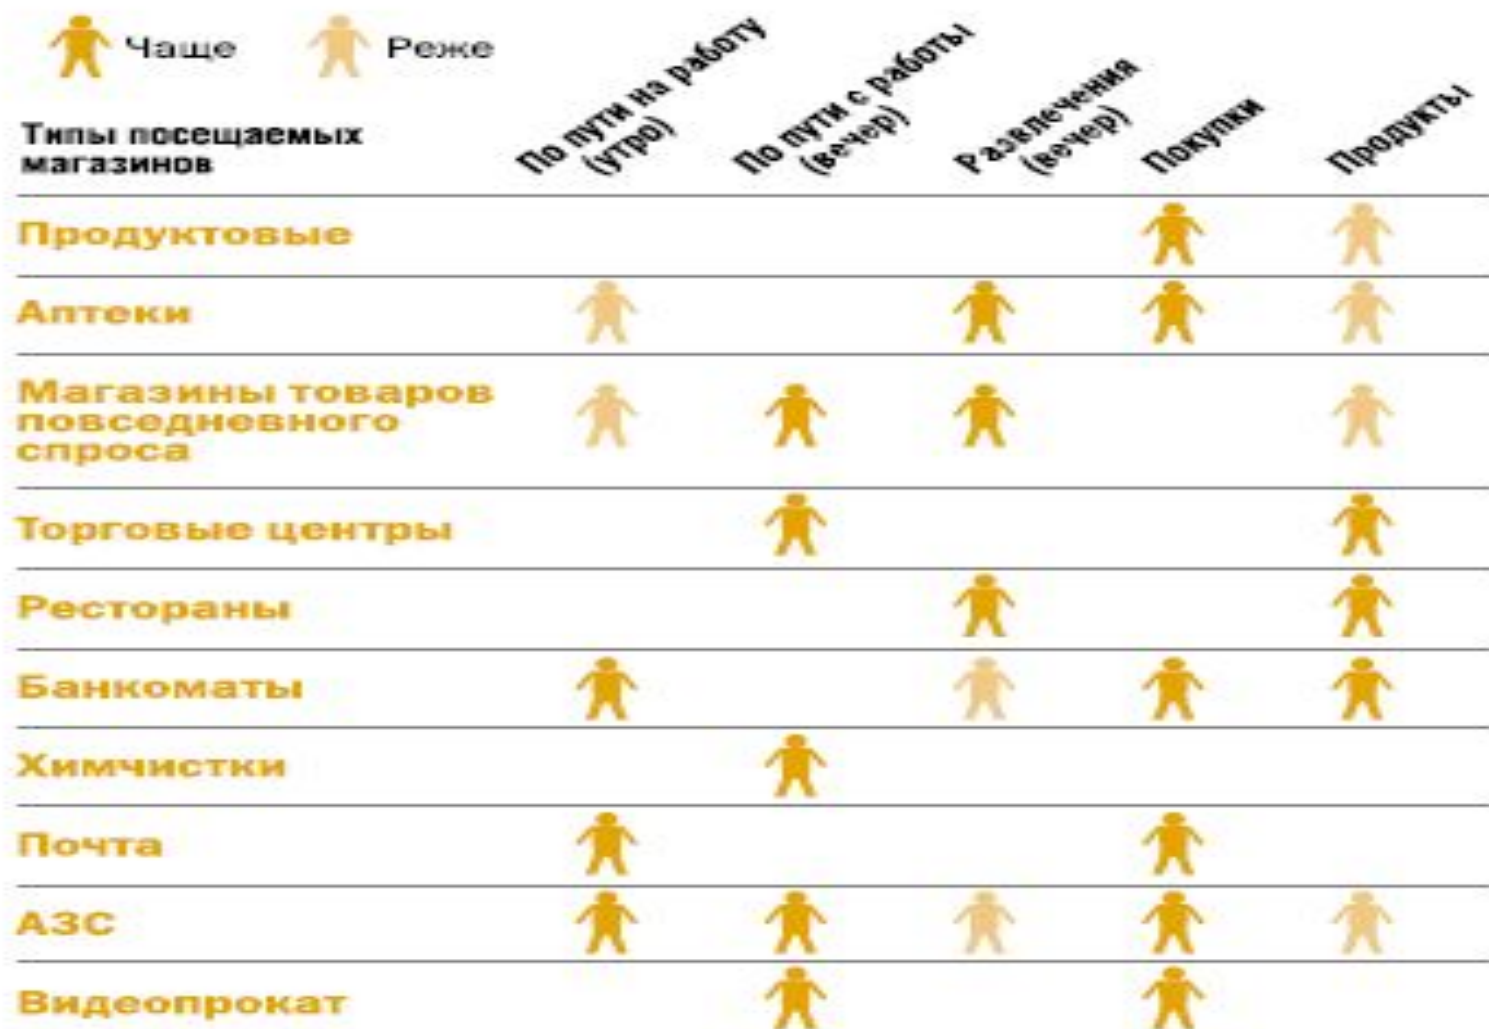 Чаще
Реже
Типы посещаемых
магазинов
По пути на работу
(утро)
По пути с работы
(вечер)
Развлечения
(вечер)
Покупки
Продукты
Продуктовые
Аптеки
Магазины товаров
повседневного
спроса
Торговые центры
Рестораны
Банкоматы
Химчистки
Почта
АЗС
Видеопрокат